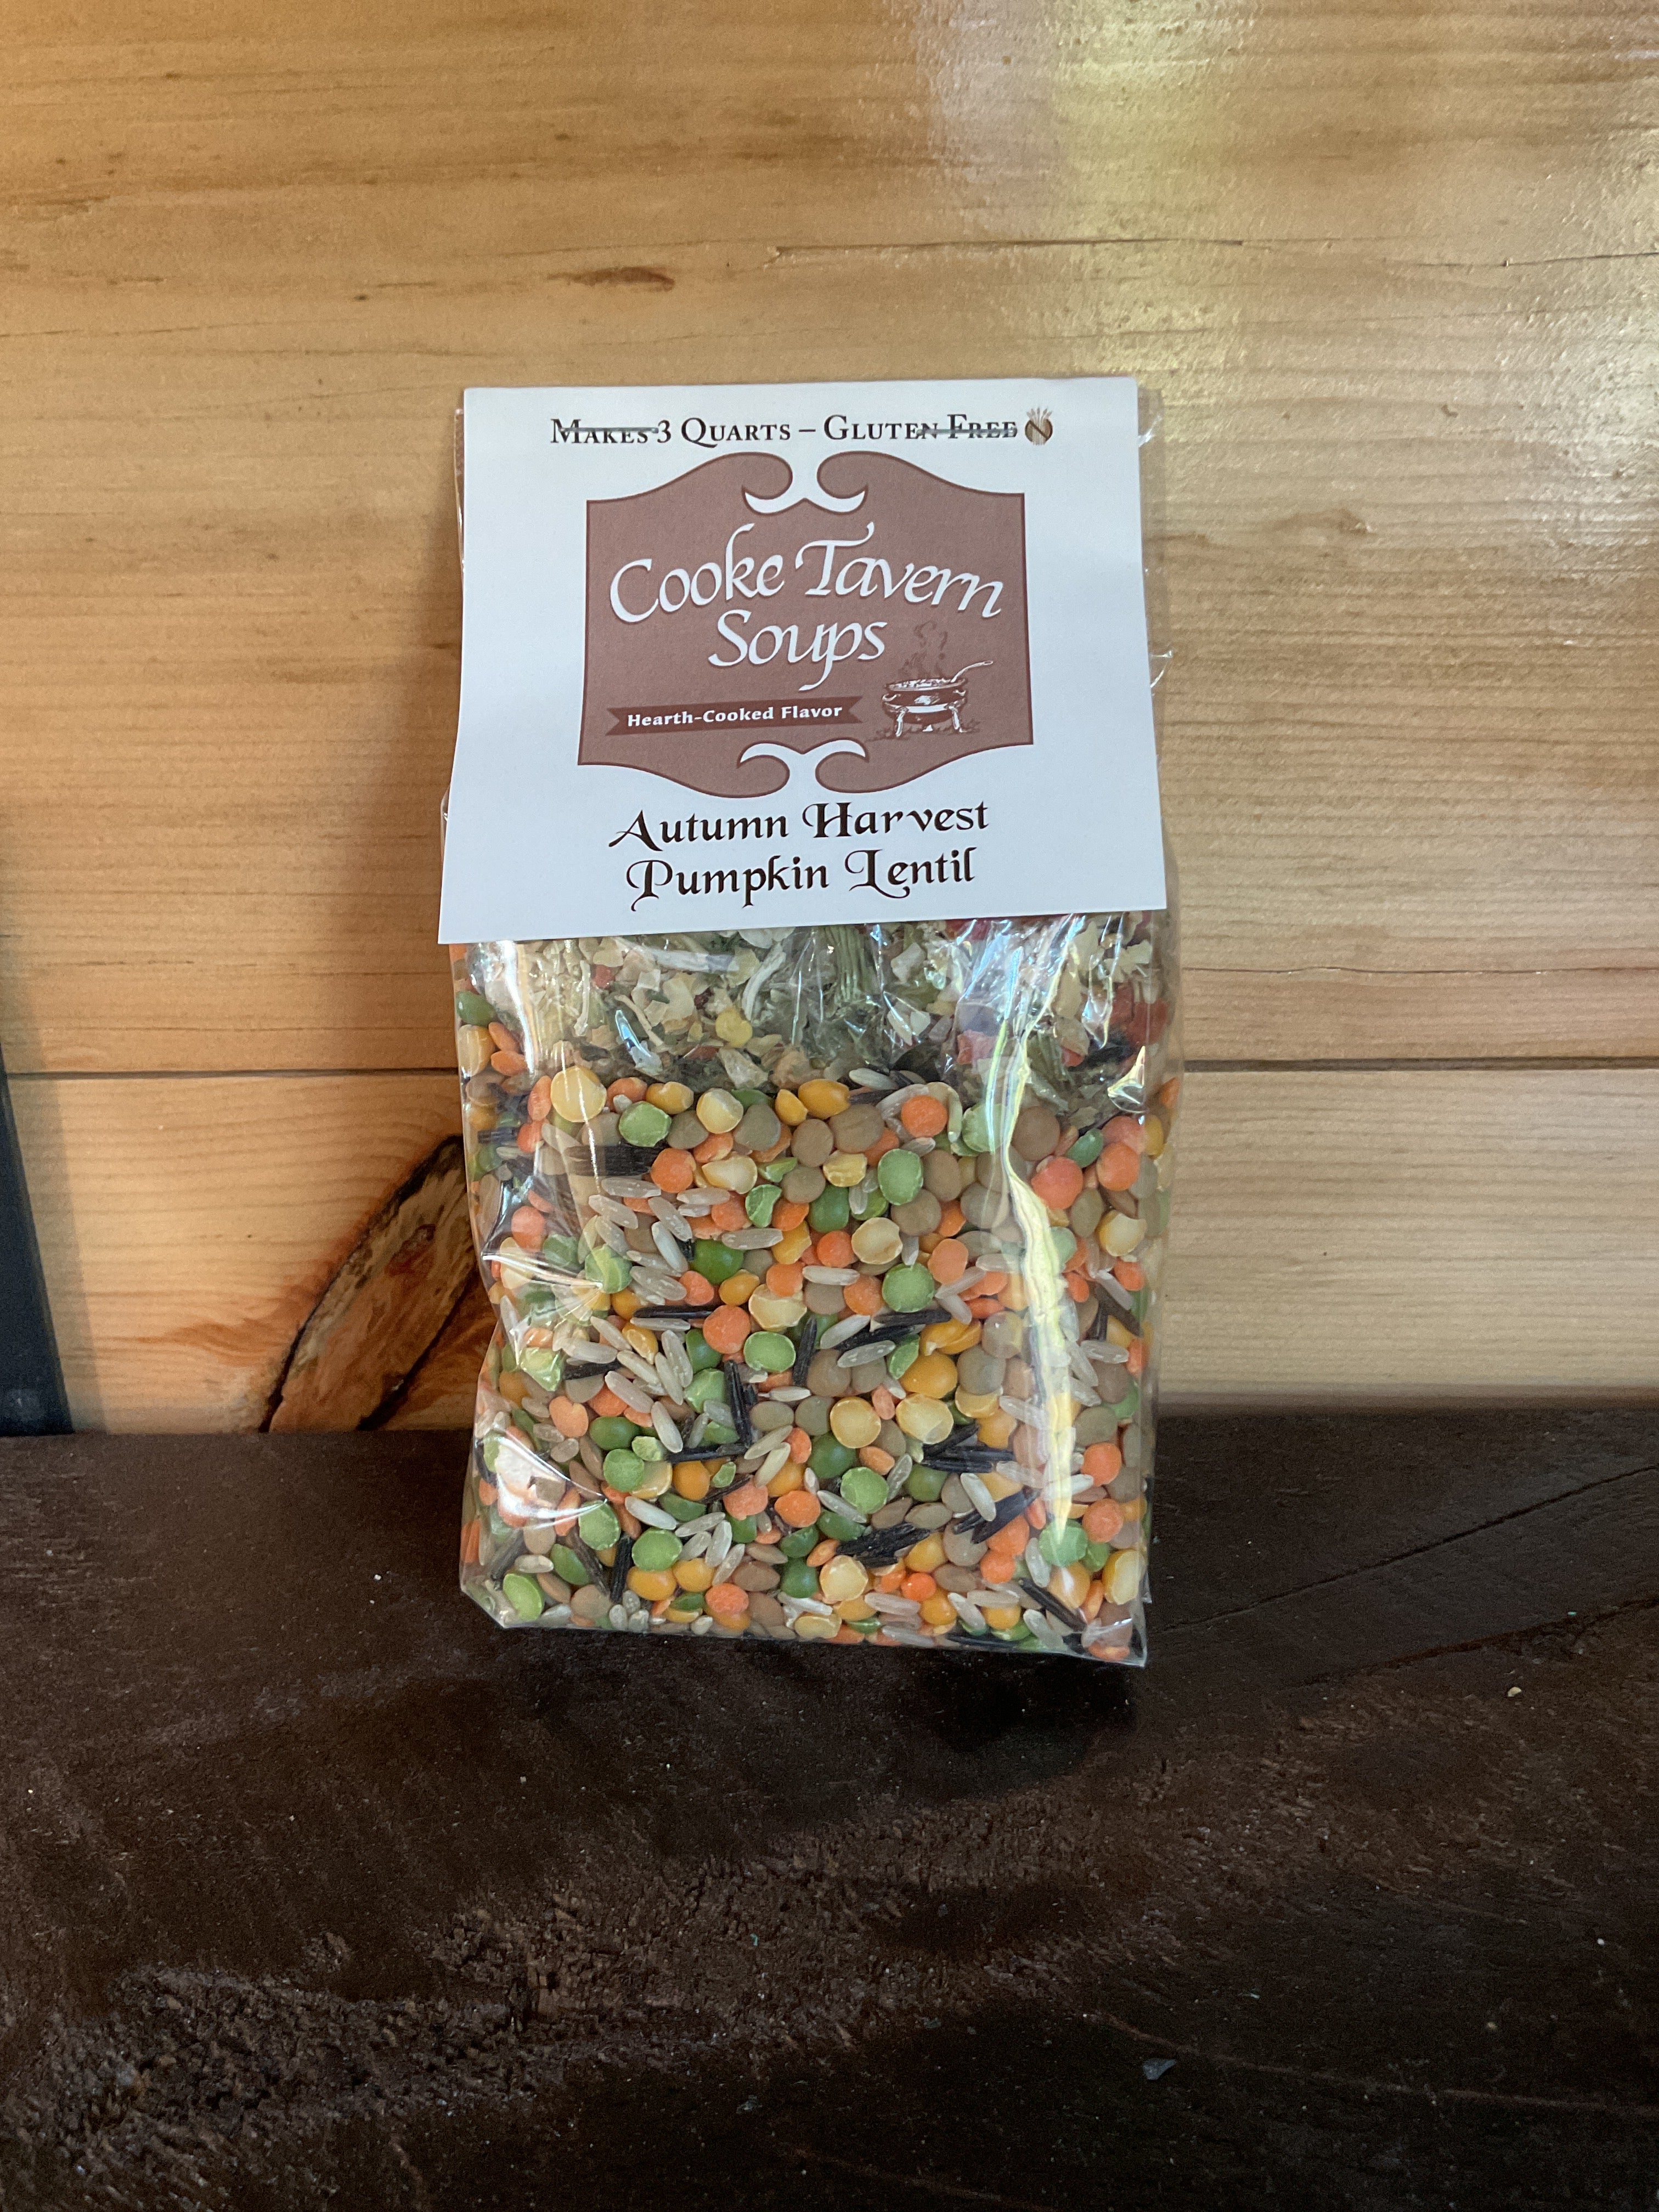 MAKES 3 QUARTS – GLUTEN FREE
Cooke Tavern
Soups
Hearth-Cooked Flavor
Autumn Harvest
Pumpkin Lentil